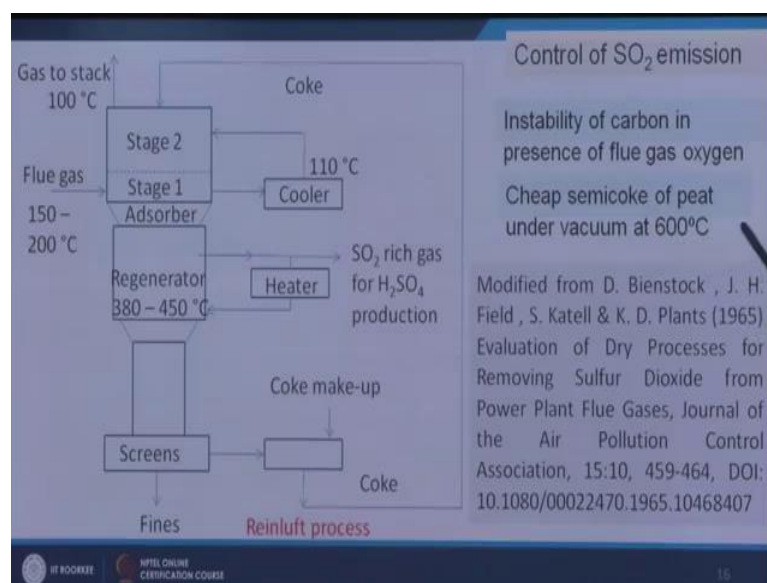 Control of SO₂ emission
Gas to stack
100 °C
Coke
Stage 2
Flue gas
150 –
200 °C
Stage 1
Adsorber
110 °C
Cooler
Regenerator
380 – 450 °C
Heater
SO₂ rich gas
for H₂SO₄
production
Coke make-up
Screens
Coke
Fines
Reinluft process
Instability of carbon in
presence of flue gas oxygen
Cheap semicoke of peat
under vacuum at 600ºC
Modified from D. Bienstock , J. H.
Field , S. Katell & K. D. Plants (1965)
Evaluation of Dry Processes for
Removing Sulfur Dioxide from
Power Plant Flue Gases, Journal of
the Air Pollution Control
Association, 15:10, 459-464, DOI:
10.1080/00022470.1965.10468407
IIT ROORKEE
NPTEL ONLINE
CERTIFICATION COURSE
16